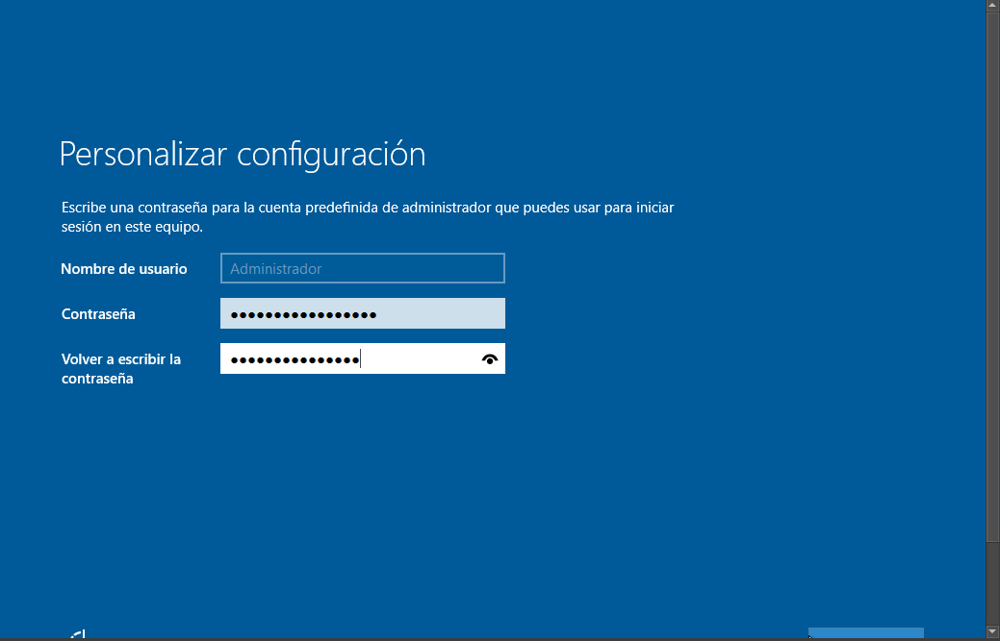 Personalizar configuración
Escribe una contraseña para la cuenta predefinida de administrador que puedes usar para iniciar
sesión en este equipo.
Nombre de usuario
Administrador
Contraseña
•••••••••••••••••
Volver a escribir la
contraseña
•••••••••••••••